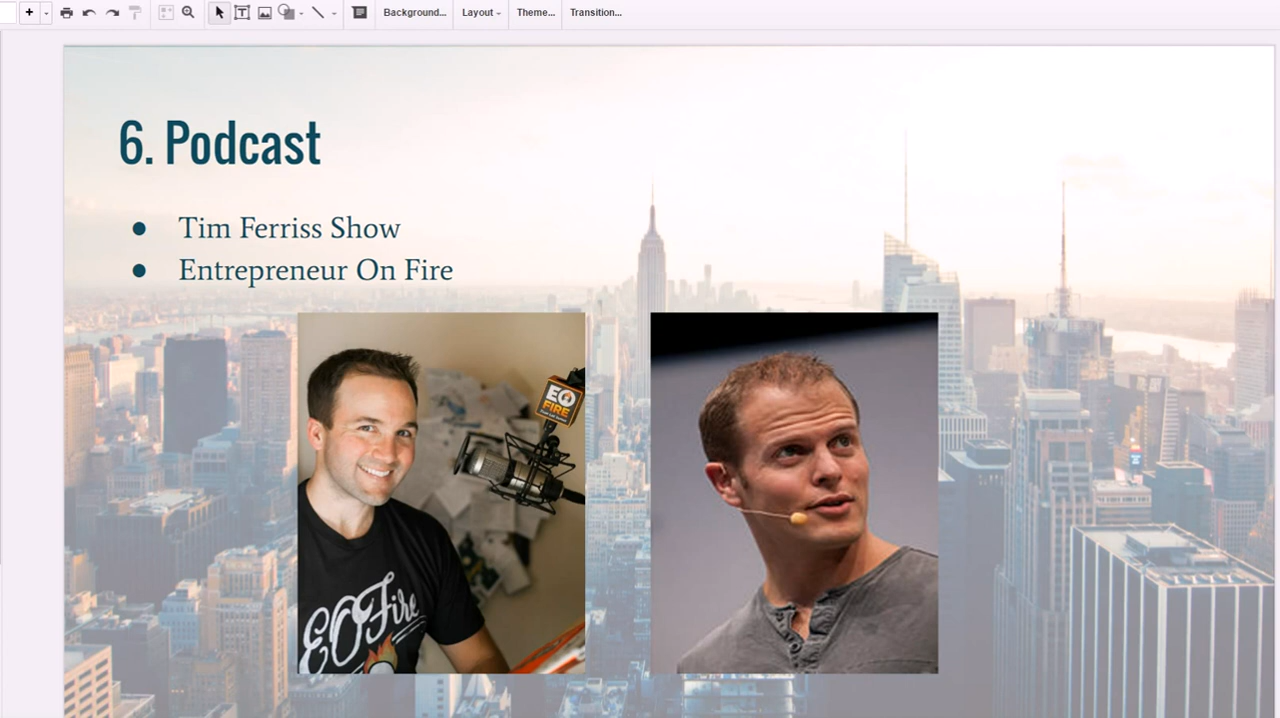 Background...
Layout
Theme...
Transition...
6. Podcast
● Tim Ferriss Show
● Entrepreneur On Fire
EO
FIRE
EOFire